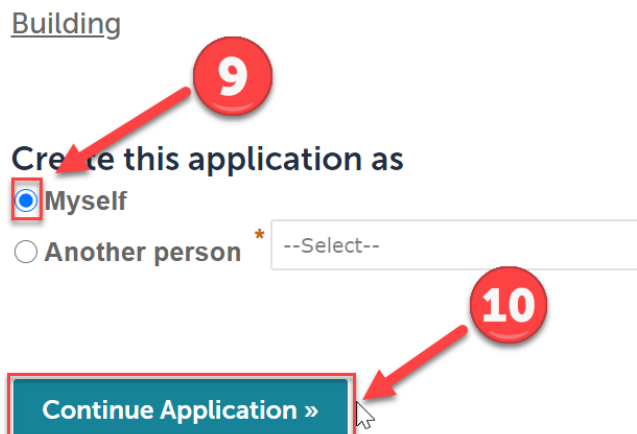 Building
9
Create this application as
Myself
Another person * --Select--
10
Continue Application »